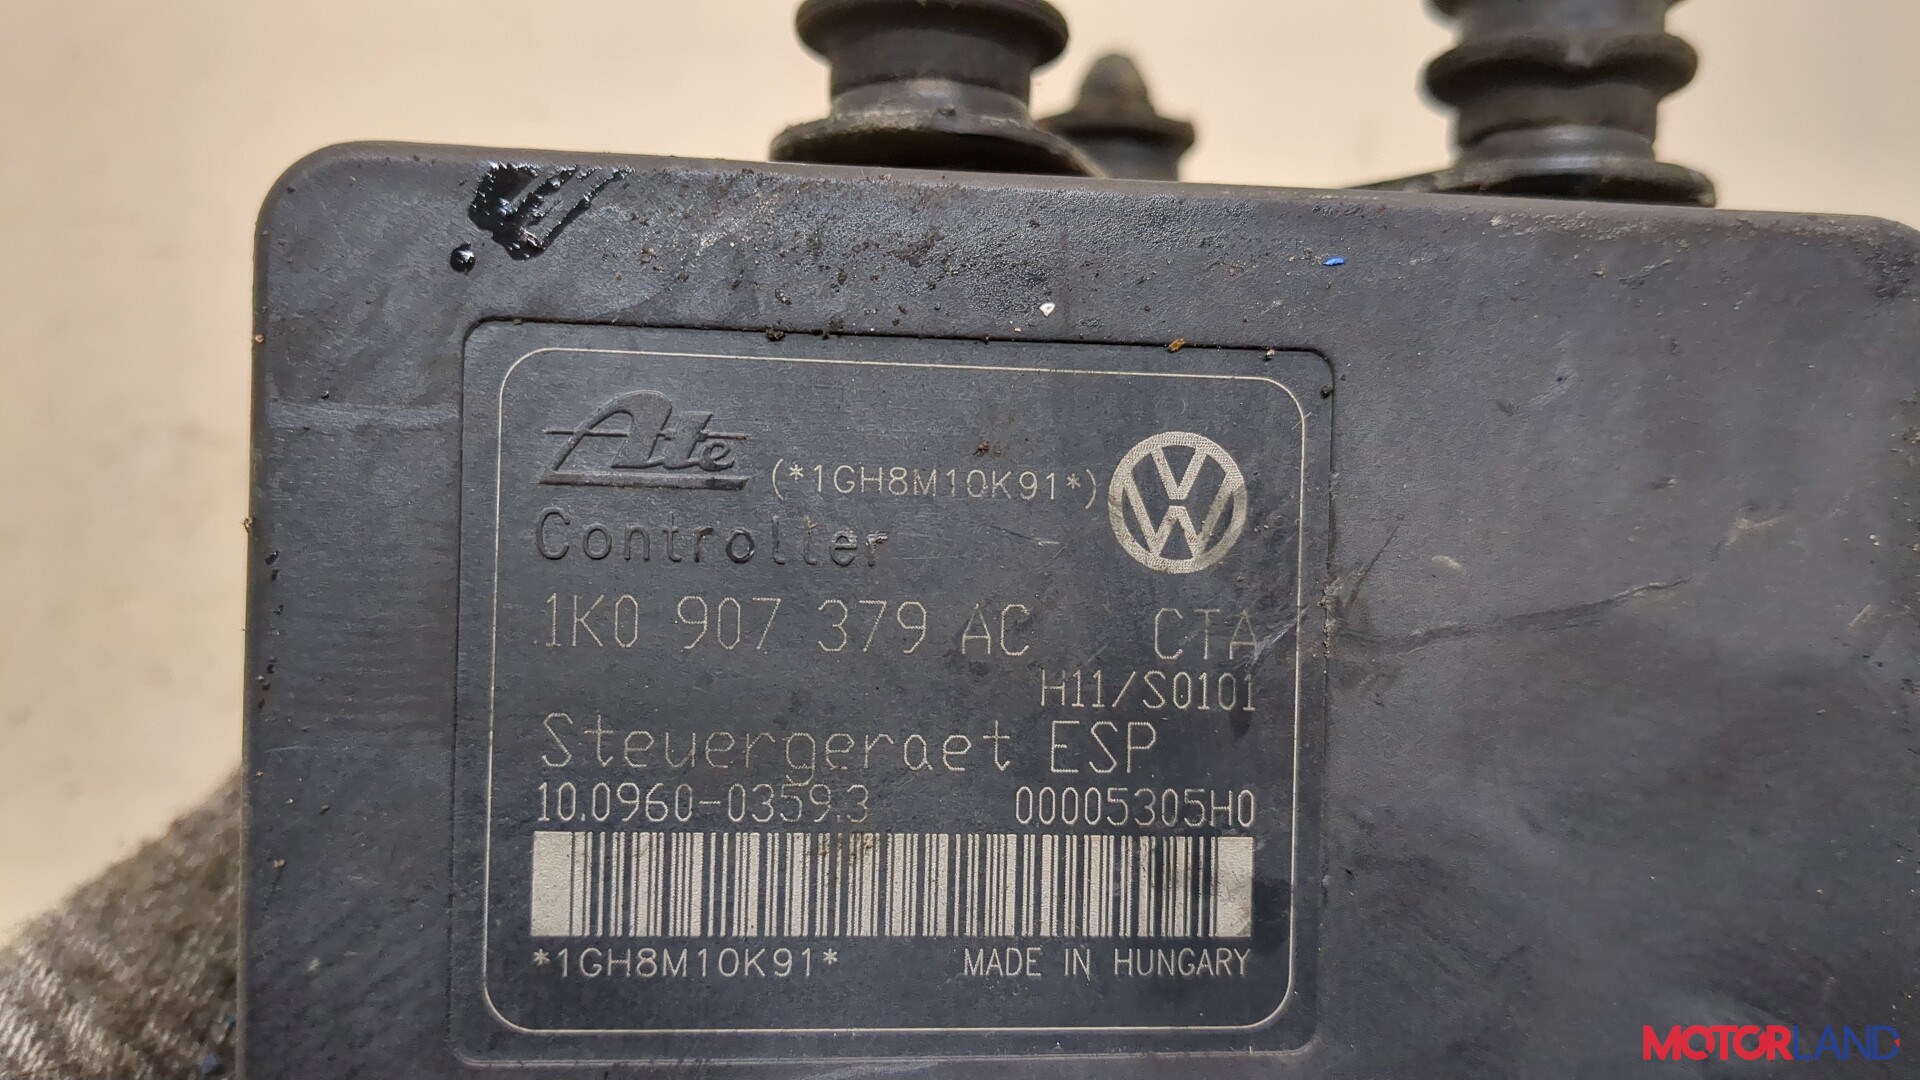 Ate (*1GH8M10K91*)
Controller
1K0 907 379 AC CTA
H11/S0101
Steuergeraet ESP
10.0960-0359.3 00005305H0
*1GH8M10K91* MADE IN HUNGARY
MOTORLAND